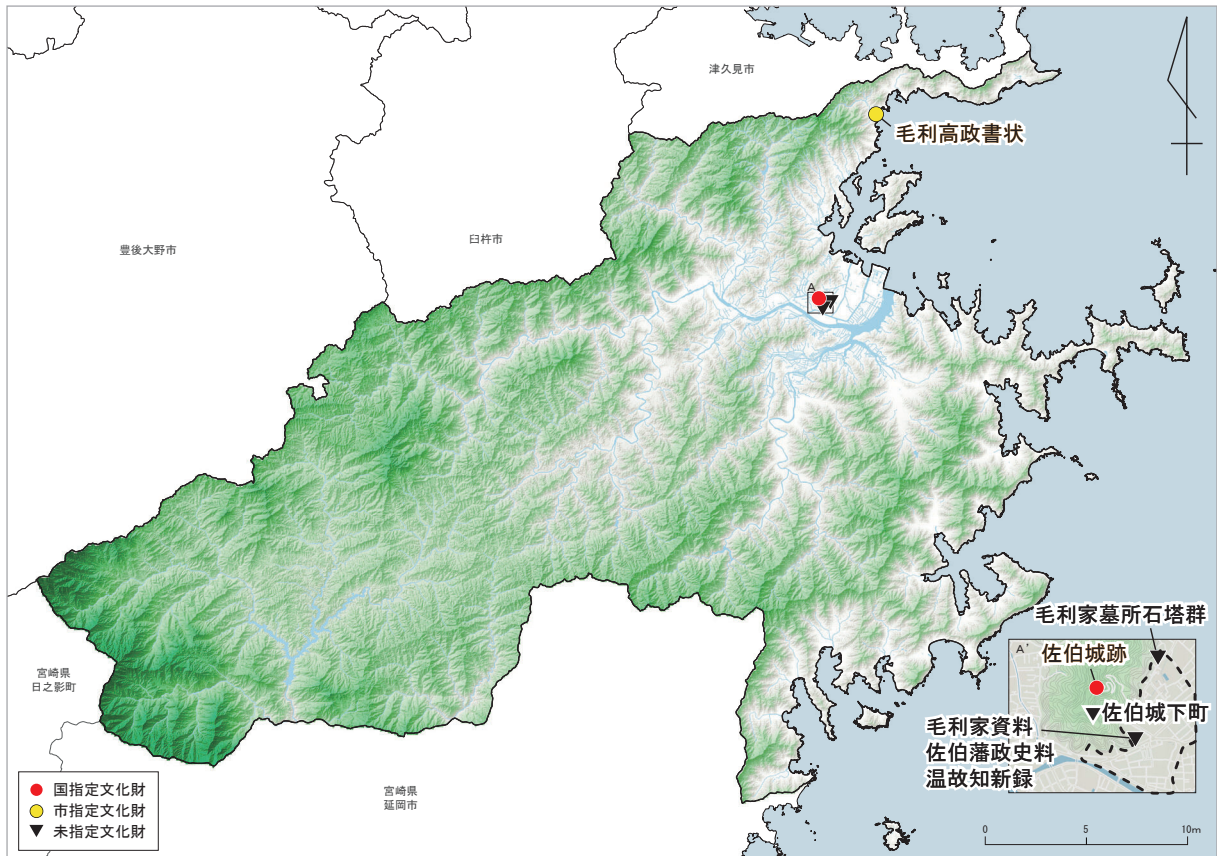 津久見市
毛利高政書状
臼杵市
豊後大野市
A
毛利家墓所石塔群
A'
佐伯城跡
佐伯城下町
毛利家資料
佐伯藩政史料
温故知新録
宮崎県
日之影町
宮崎県
延岡市
国指定文化財
市指定文化財
未指定文化財
0 5 10m